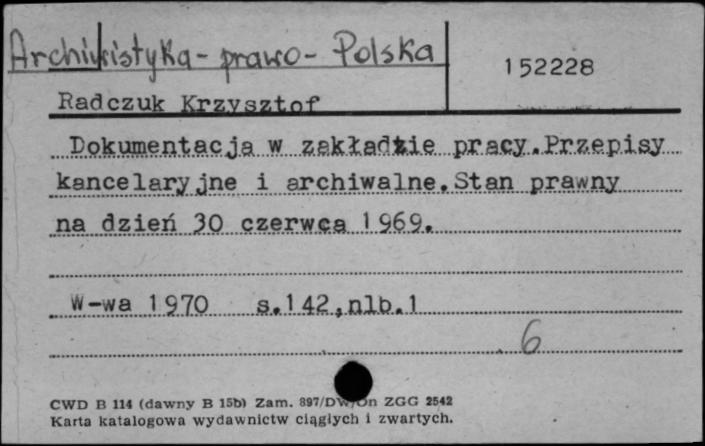 Archiwistyka - prawo - Polska
152228
Radczuk Krzysztof
Dokumentacja w zakładzie pracy.Przepisy
kancelaryjne i archiwalne.Stan prawny
na dzień 30 czerwca 1969.
W-wa 1970 s.142,nlb.1
6
CWD B 114 (dawny B 15b) Zam. 897/DW/On ZGG 2542
Karta katalogowa wydawnictw ciągłych i zwartych.